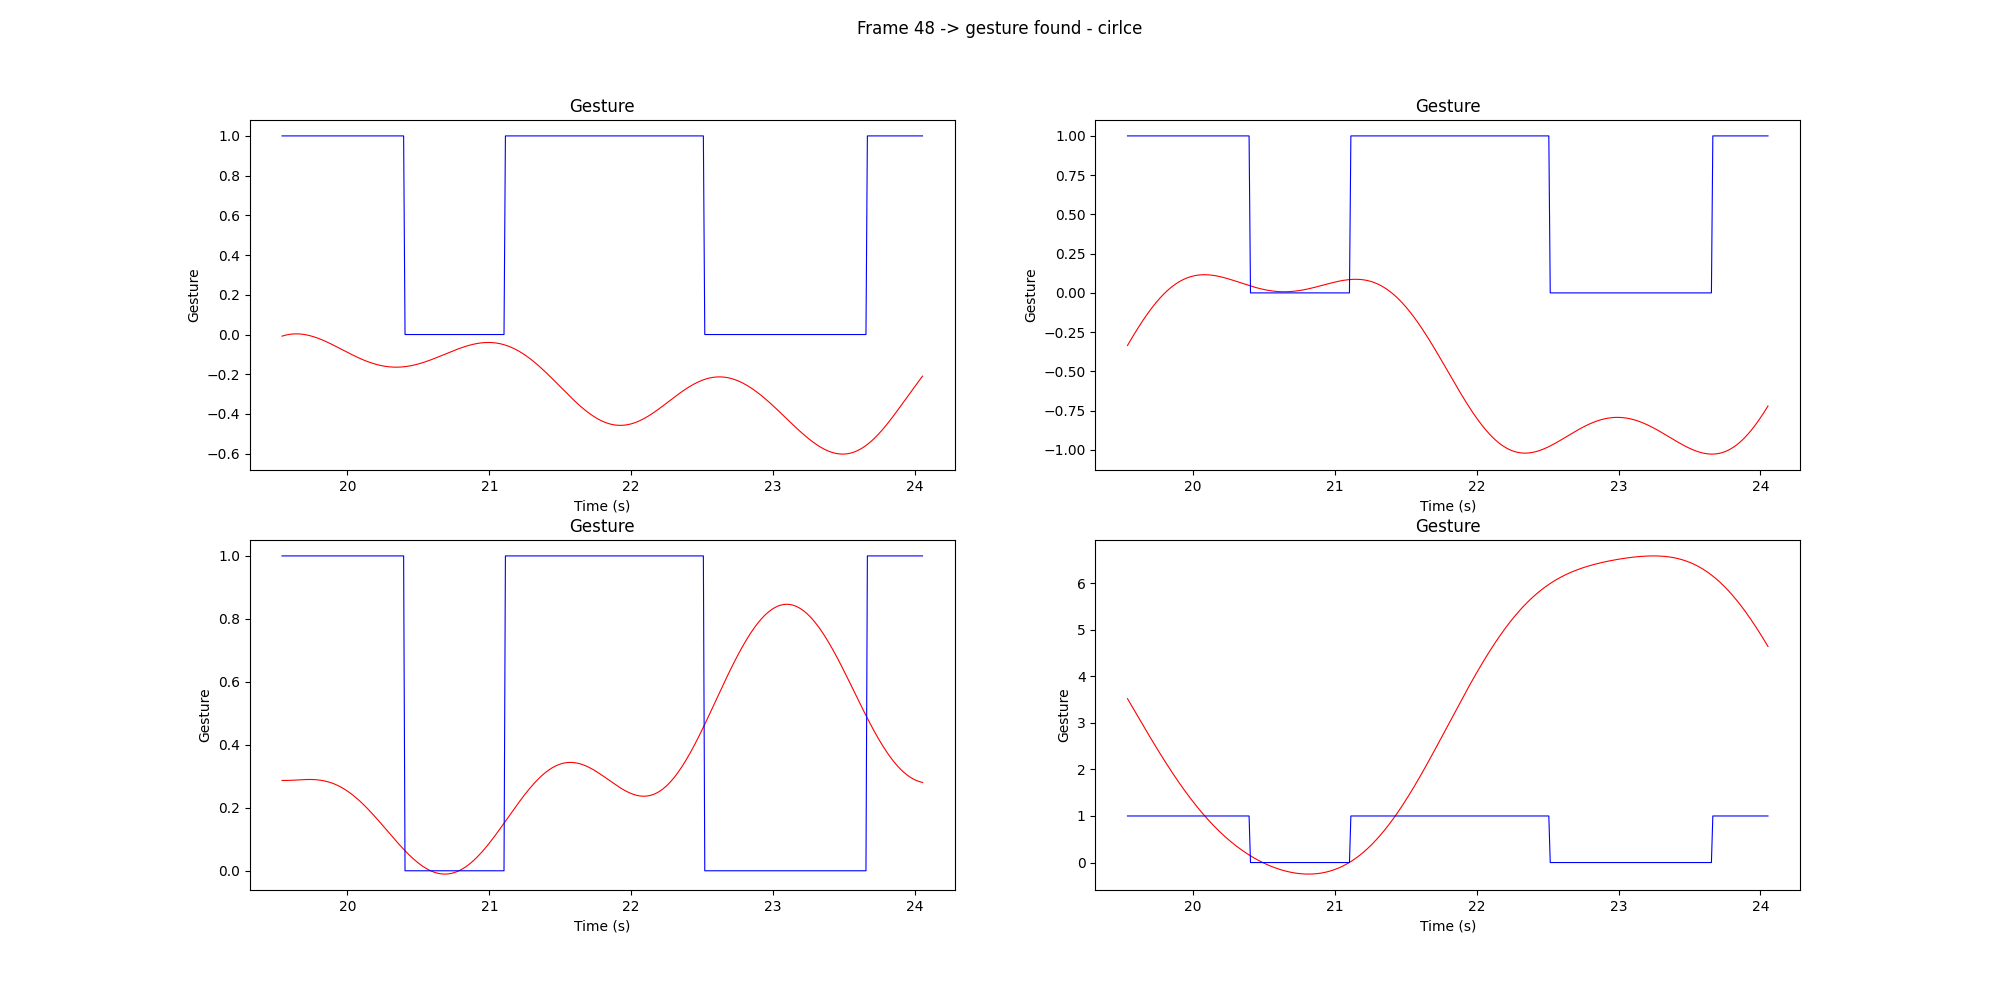 Frame 48 -> gesture found - cirlce
Gesture
1.0
0.8
0.6
0.4
0.2
0.0
−0.2
−0.4
−0.6
Gesture
20 21 22 23 24
Time (s)
Gesture
1.00
0.75
0.50
0.25
0.00
−0.25
−0.50
−0.75
−1.00
Gesture
20 21 22 23 24
Time (s)
Gesture
1.0
0.8
0.6
0.4
0.2
0.0
Gesture
20 21 22 23 24
Time (s)
Gesture
6
5
4
3
2
1
0
Gesture
20 21 22 23 24
Time (s)